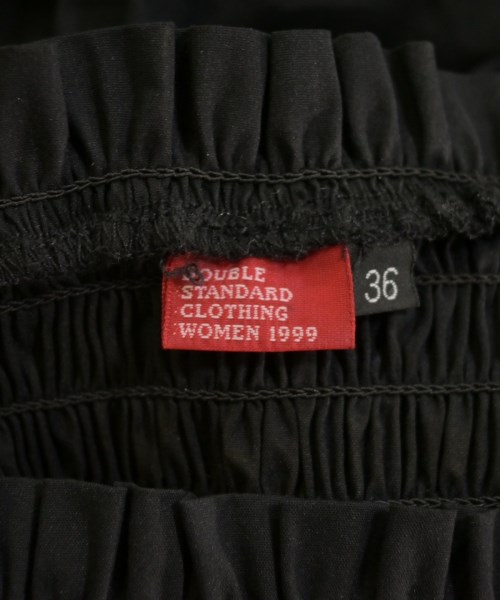 DOUBLE
STANDARD
CLOTHING
WOMEN 1999
36